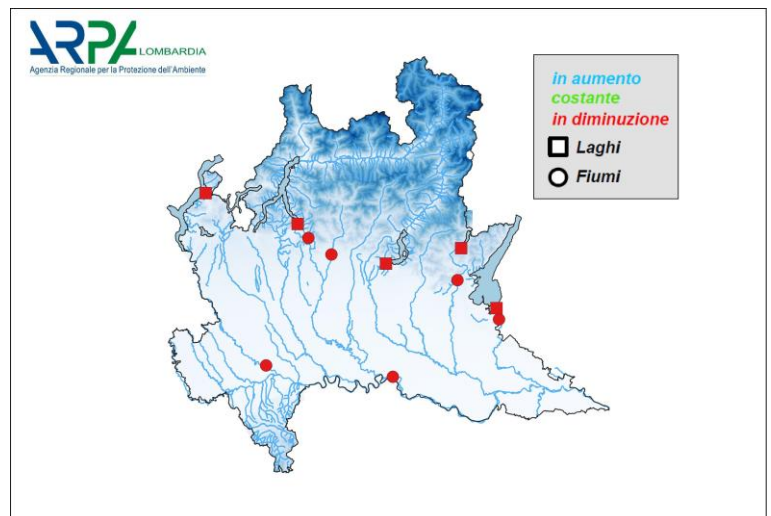 ARPA LOMBARDIA
Agenzia Regionale per la Protezione dell'Ambiente
in aumento
costante
in diminuzione
Laghi
Fiumi